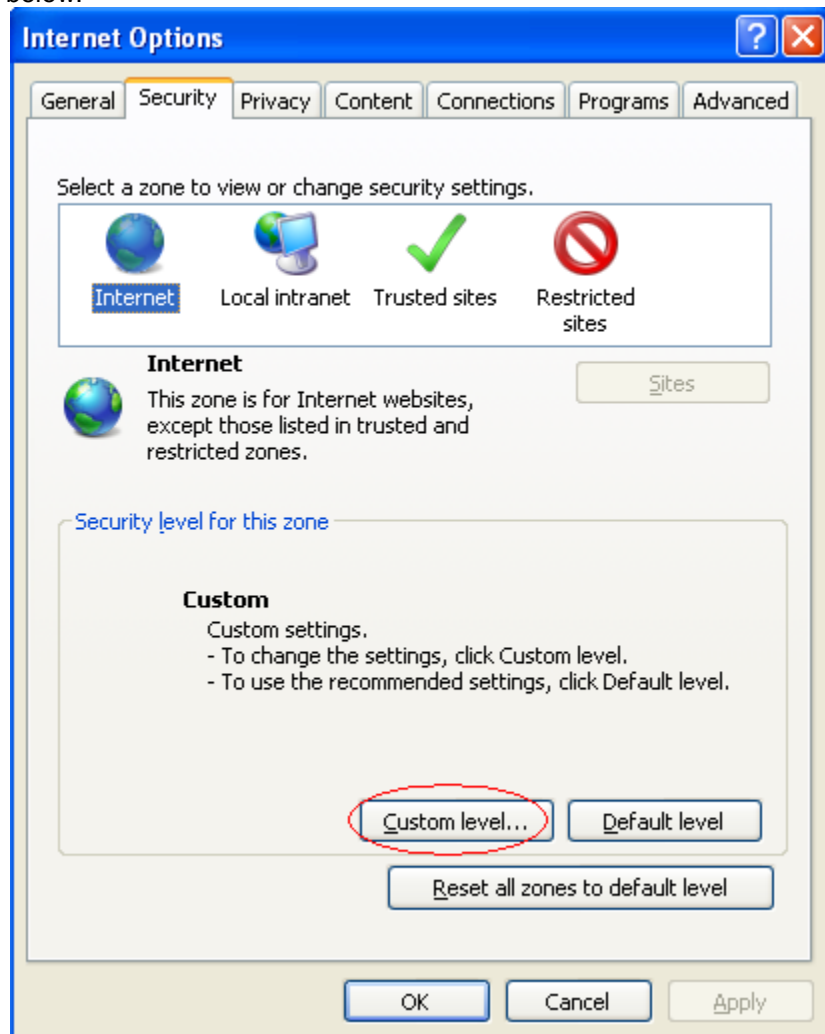 below.
Internet Options
General Security Privacy Content Connections Programs Advanced
Select a zone to view or change security settings.
Internet Local intranet Trusted sites Restricted sites
Internet
This zone is for Internet websites,
except those listed in trusted and
restricted zones.
Sites
Security level for this zone
Custom
Custom settings.
- To change the settings, click Custom level.
- To use the recommended settings, click Default level.
Custom level... Default level
Reset all zones to default level
OK Cancel Apply